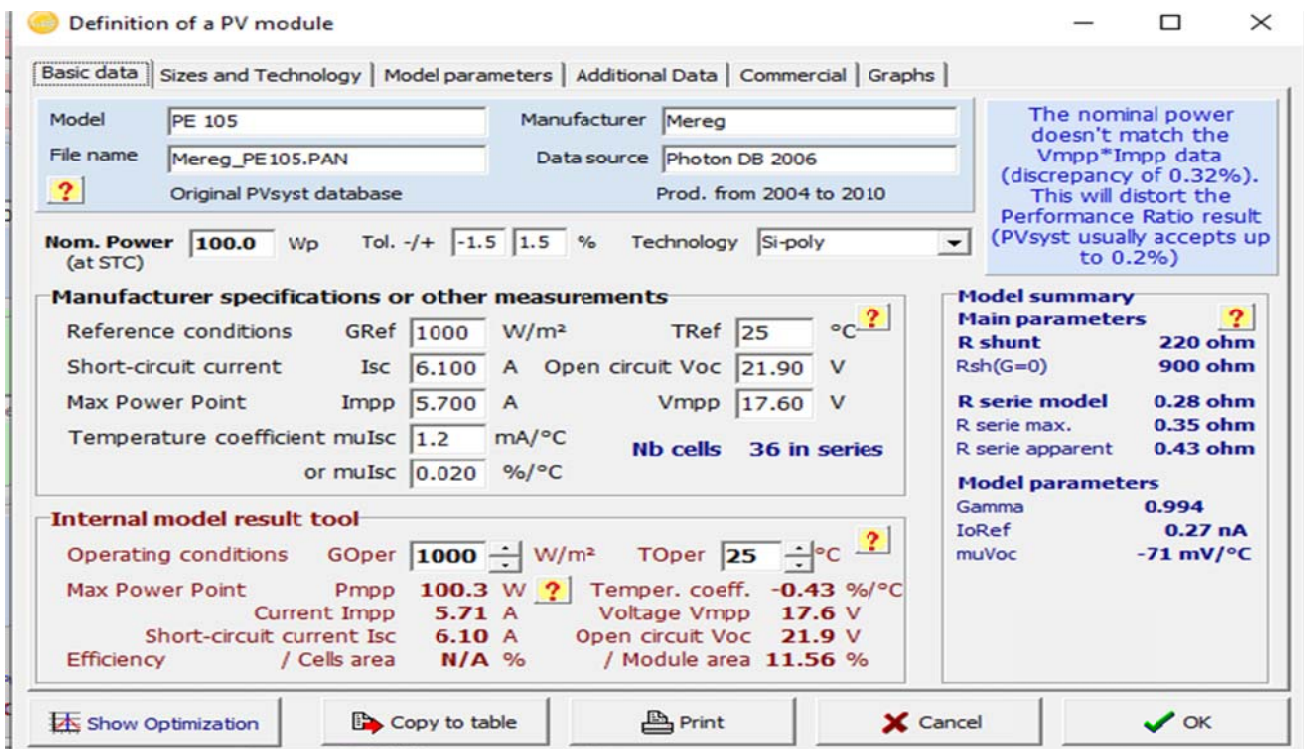 Definition of a PV module
Basic data Sizes and Technology Model parameters Additional Data Commercial Graphs
Model PE 105 Manufacturer Mereg
File name Mereg_PE105.PAN Data source Photon DB 2006
? Original PVsyst database Prod. from 2004 to 2010
The nominal power
doesn't match the
Vmpp*Impp data
(discrepancy of 0.32%).
This will distort the
Performance Ratio result
(PVsyst usually accepts up
to 0.2%)
Nom. Power 100.0 Wp Tol. -/+ -1.5 1.5 % Technology Si-poly
(at STC)
Manufacturer specifications or other measurements
?
Reference conditions GRef 1000 W/m² TRef 25 °C
Short-circuit current Isc 6.100 A Open circuit Voc 21.90 V
Max Power Point Impp 5.700 A Vmpp 17.60 V
Temperature coefficient muIsc 1.2 mA/°C
Nb cells 36 in series
or muIsc 0.020 %/°C
Internal model result tool
?
Operating conditions GOper 1000 W/m² TOper 25 °C
Max Power Point Pmpp 100.3 W ? Temper. coeff. -0.43 %/°C
Current Impp 5.71 A Voltage Vmpp 17.6 V
Short-circuit current Isc 6.10 A Open circuit Voc 21.9 V
Efficiency / Cells area N/A % / Module area 11.56 %
Model summary
Main parameters ?
R shunt 220 ohm
Rsh(G=0) 900 ohm
R serie model 0.28 ohm
R serie max. 0.35 ohm
R serie apparent 0.43 ohm
Model parameters
Gamma 0.994
IoRef 0.27 nA
muVoc -71 mV/°C
Show Optimization Copy to table Print Cancel OK